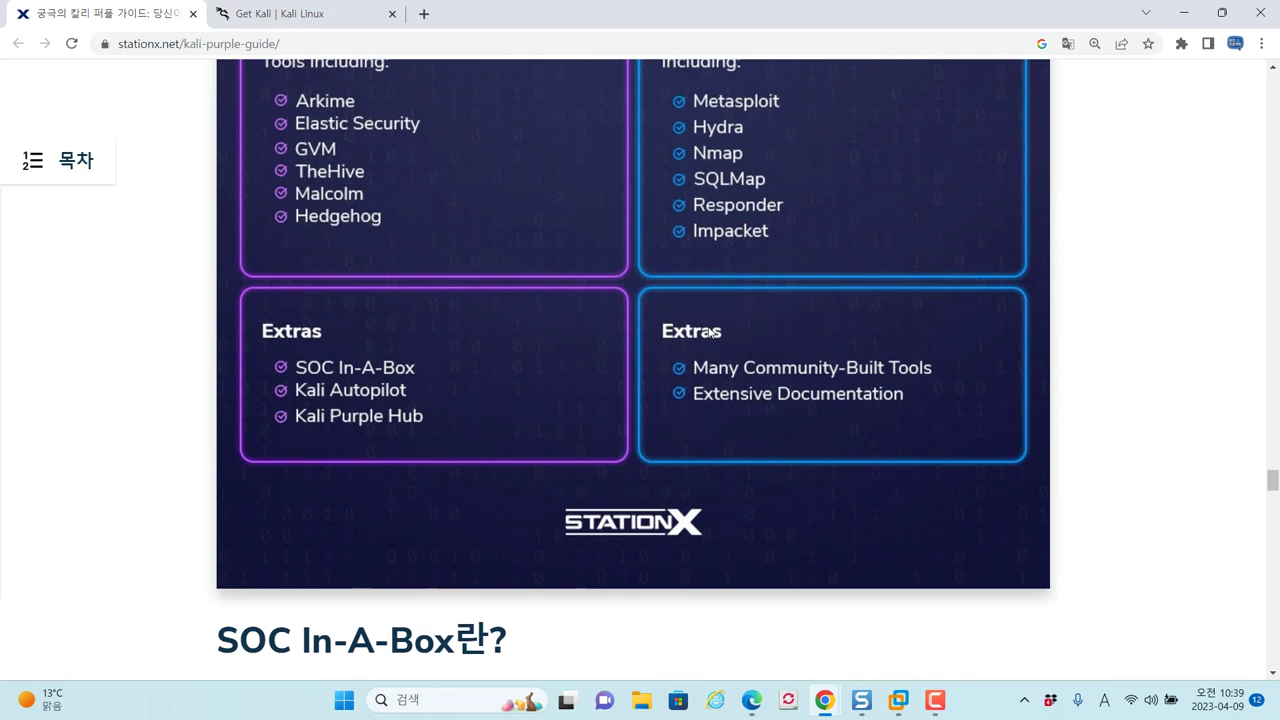 궁극의 칼리 퍼플 가이드: 당신이
Get Kali | Kali Linux
stationx.net/kali-purple-guide/
목차
Tools Including:
Arkime
Elastic Security
GVM
TheHive
Malcolm
Hedgehog
Including:
Metasploit
Hydra
Nmap
SQLMap
Responder
Impacket
Extras
SOC In-A-Box
Kali Autopilot
Kali Purple Hub
Extras
Many Community-Built Tools
Extensive Documentation
STATIONX
SOC In-A-Box란?
13°C
맑음
검색
A
오전 10:39
2023-04-09
12